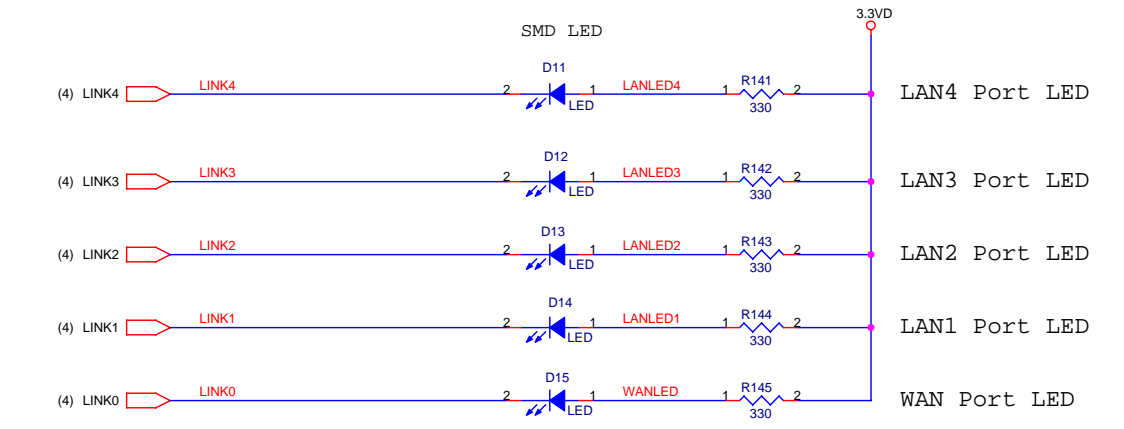 3.3VD
SMD LED
D11
(4) LINK4 LINK4 2 1 LANLED4 1 R141 2 LAN4 Port LED
LED 330
D12
(4) LINK3 LINK3 2 1 LANLED3 1 R142 2 LAN3 Port LED
LED 330
D13
(4) LINK2 LINK2 2 1 LANLED2 1 R143 2 LAN2 Port LED
LED 330
D14
(4) LINK1 LINK1 2 1 LANLED1 1 R144 2 LAN1 Port LED
LED 330
D15
(4) LINK0 LINK0 2 1 WANLED 1 R145 2 WAN Port LED
LED 330